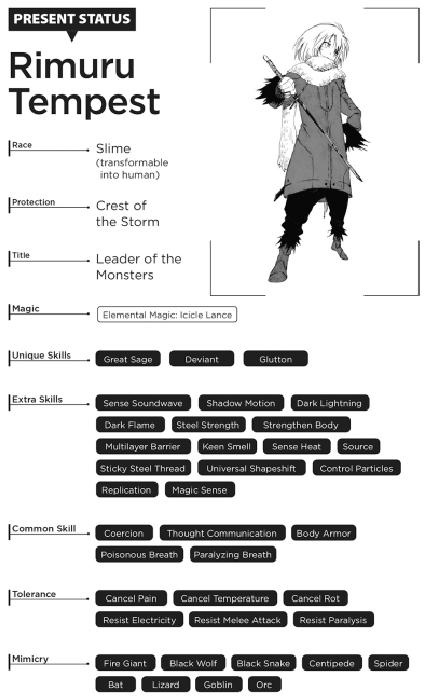 PRESENT STATUS
Rimuru
Tempest
Race
Slime
(transformable
into human)
Protection
Crest of
the Storm
Title
Leader of the
Monsters
Magic
Elemental Magic: Icicle Lance
Unique Skills
Great Sage Deviant Glutton
Extra Skills
Sense Soundwave Shadow Motion Dark Lightning
Dark Flame Steel Strength Strengthen Body
Multilayer Barrier Keen Smell Sense Heat Source
Sticky Steel Thread Universal Shapeshift Control Particles
Replication Magic Sense
Common Skill
Coercion Thought Communication Body Armor
Poisonous Breath Paralyzing Breath
Tolerance
Cancel Pain Cancel Temperature Cancel Rot
Resist Electricity Resist Melee Attack Resist Paralysis
Mimicry
Fire Giant Black Wolf Black Snake Centipede Spider
Bat Lizard Goblin Orc